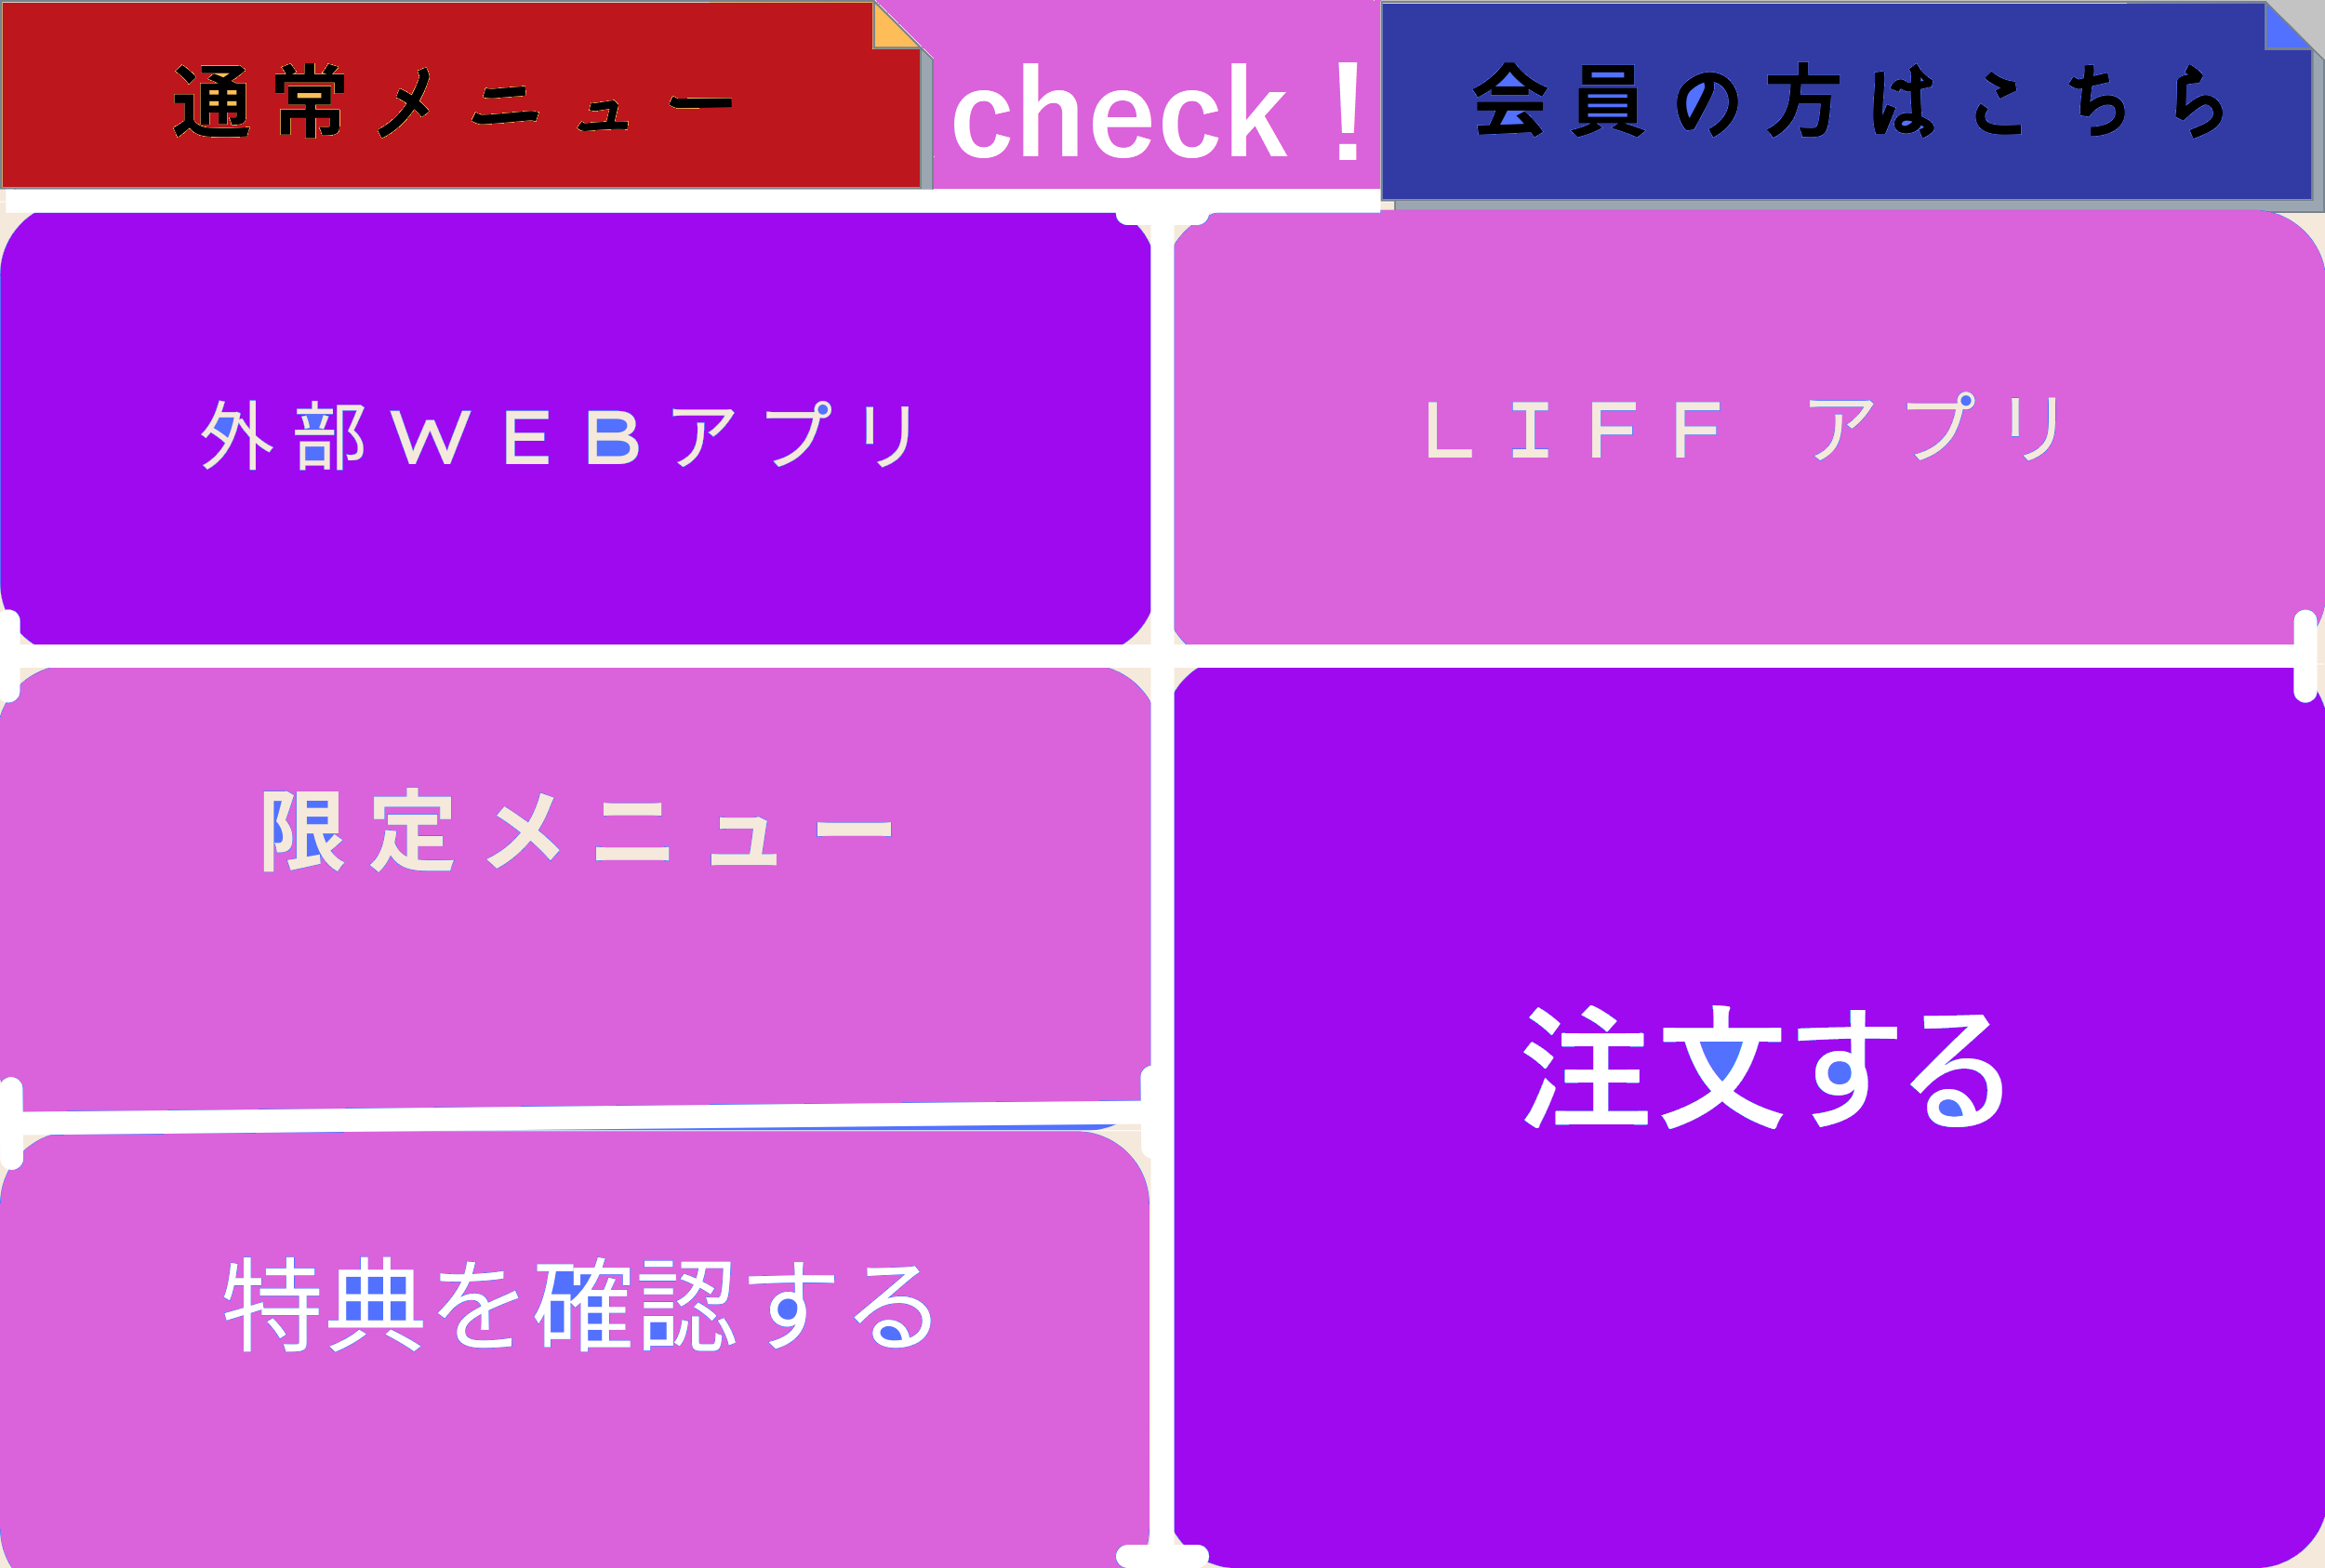 通常メニュー
check！
会員の方はこちら
外部WEBアプリ
LIFF アプリ
限定メニュー
注文する
特典を確認する